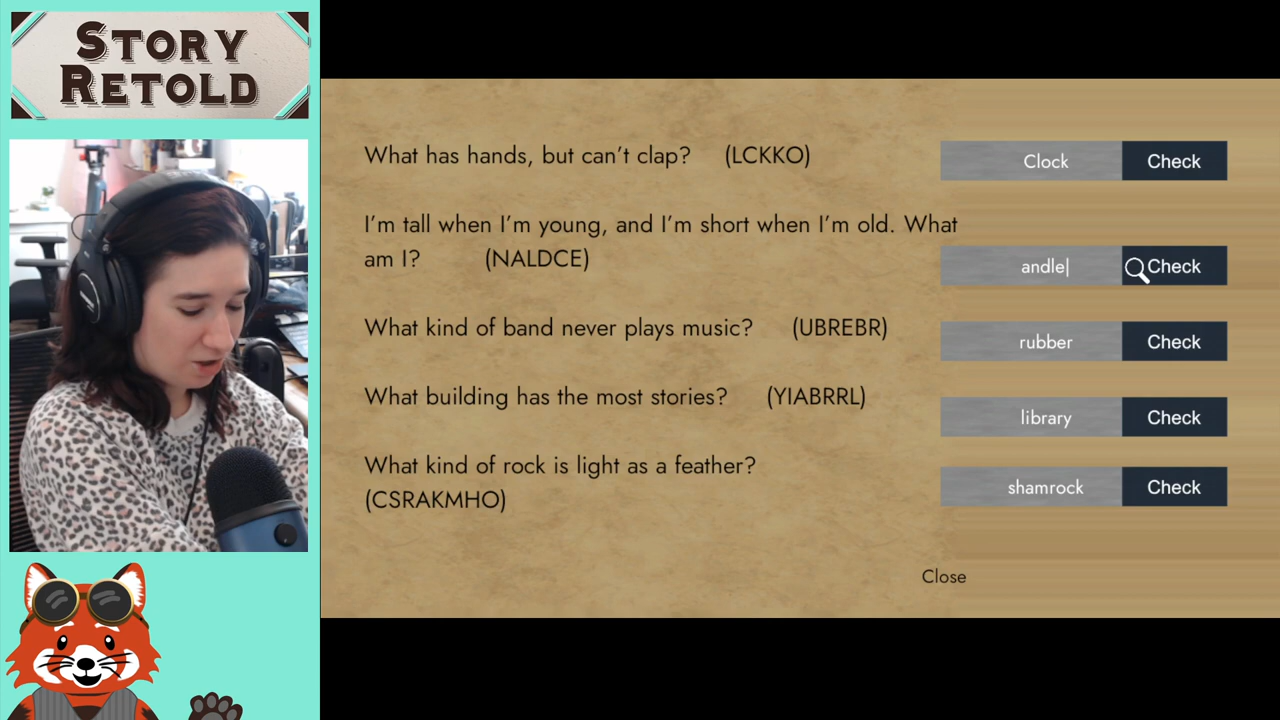 STORY
RETOLD
What has hands, but can't clap? (LCKKO)
Clock
Check
I'm tall when I'm young, and I'm short when I'm old. What
am I? (NALDCE)
andle
Check
What kind of band never plays music? (UBREBR)
rubber
Check
What building has the most stories? (YIABRRL)
library
Check
What kind of rock is light as a feather?
(CSRAKMHO)
shamrock
Check
Close